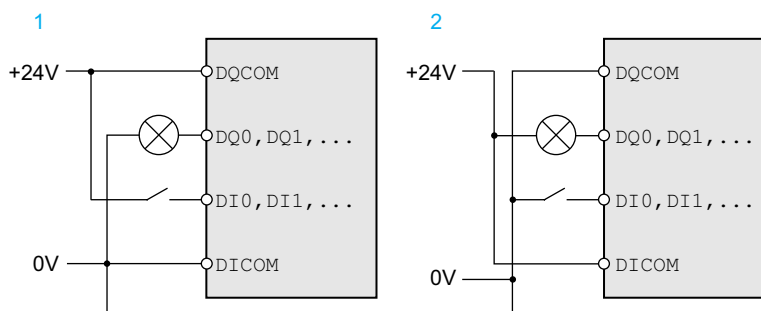 1
+24V
DQCOM
DQ0,DQ1,...
DI0,DI1,...
0V
DICOM
2
+24V
DQCOM
DQ0,DQ1,...
DI0,DI1,...
DICOM
0V